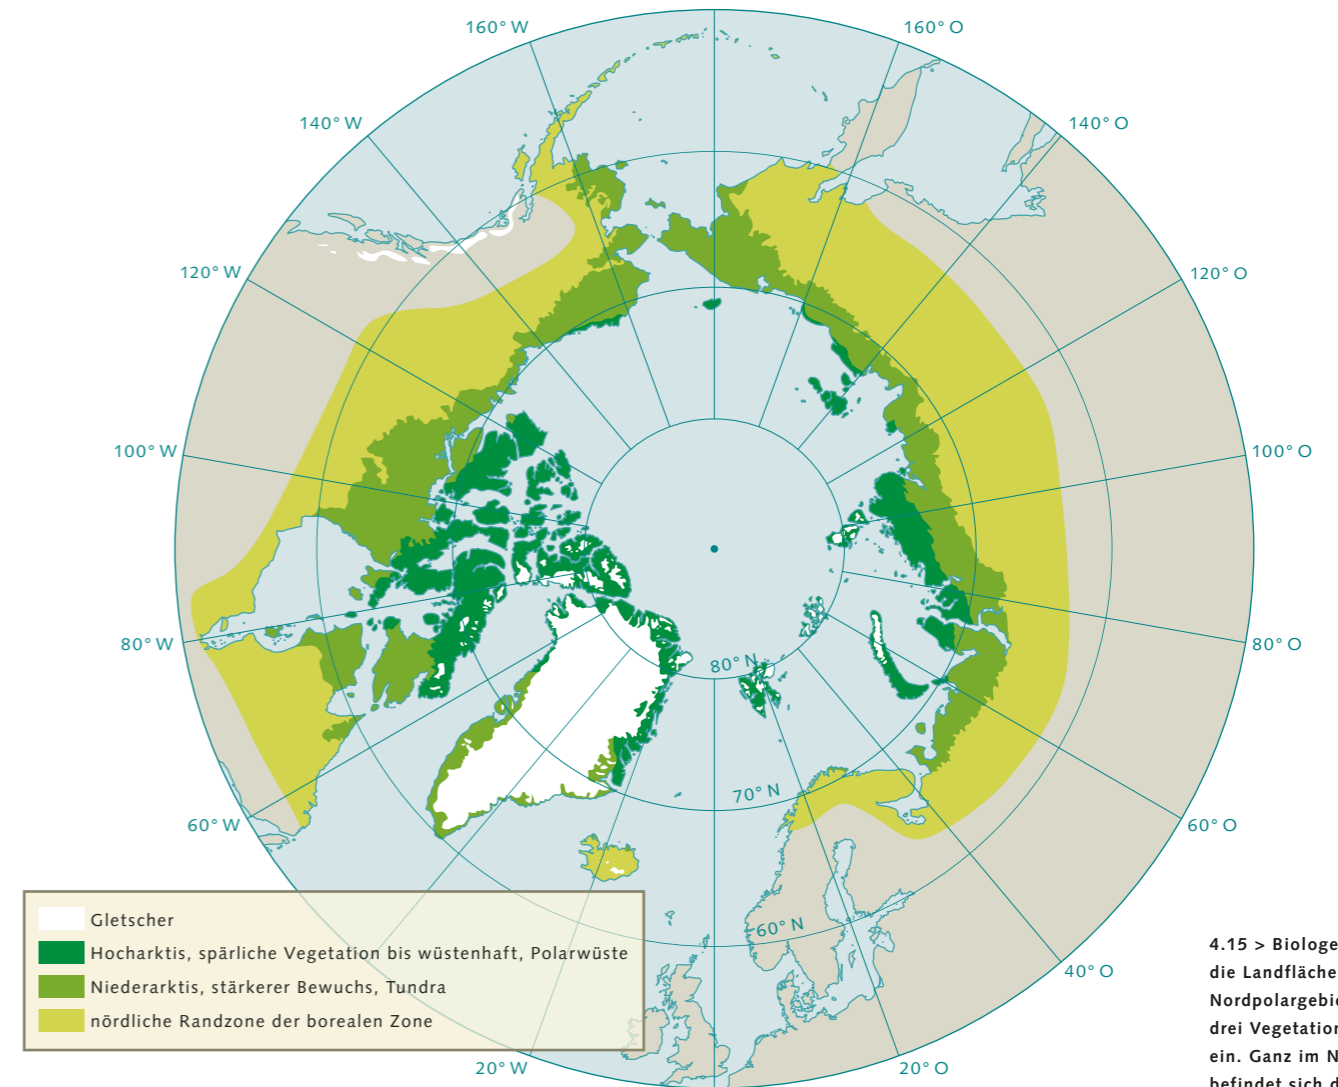 160° W
160° O
140° W
140° O
120° W
120° O
100° W
100° O
80° W
80° O
80° N
70° N
60° W
60° O
60° N
40° O
20° W
20° O
Gletscher
Hocharktis, spärliche Vegetation bis wüstenhaft, Polarwüste
Niederarktis, stärkerer Bewuchs, Tundra
nördliche Randzone der borealen Zone
4.15 > Biologe
die Landfläche
Nordpolargebie
drei Vegetation
ein. Ganz im N
befindet sich d